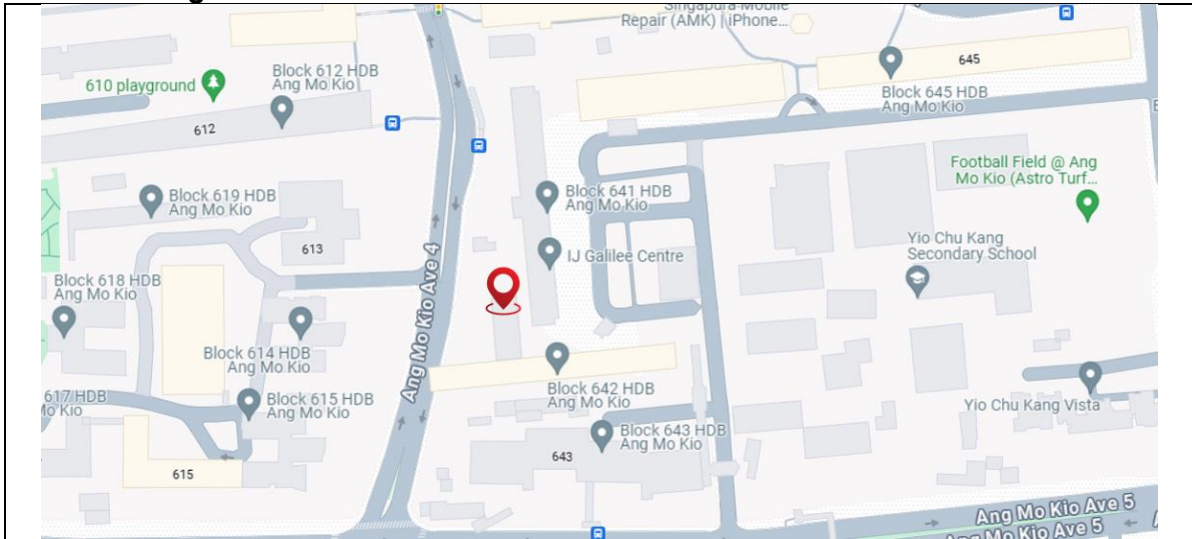 Singapura Mobile
Repair (AMK) | iPhone...
645
Block 645 HDB
Ang Mo Kio
Block 612 HDB
Ang Mo Kio
610 playground
612
Football Field @ Ang
Mo Kio (Astro Turf...
Block 619 HDB
Ang Mo Kio
Block 641 HDB
Ang Mo Kio
613
IJ Galilee Centre
Yio Chu Kang
Secondary School
Block 618 HDB
Ang Mo Kio
Ang Mo Kio Ave 4
Block 614 HDB
Ang Mo Kio
Block 642 HDB
Ang Mo Kio
617 HDB
Mo Kio
Block 615 HDB
Ang Mo Kio
Yio Chu Kang Vista
Block 643 HDB
Ang Mo Kio
643
615
Ang Mo Kio Ave 5
Ang Mo Kio Ave 5